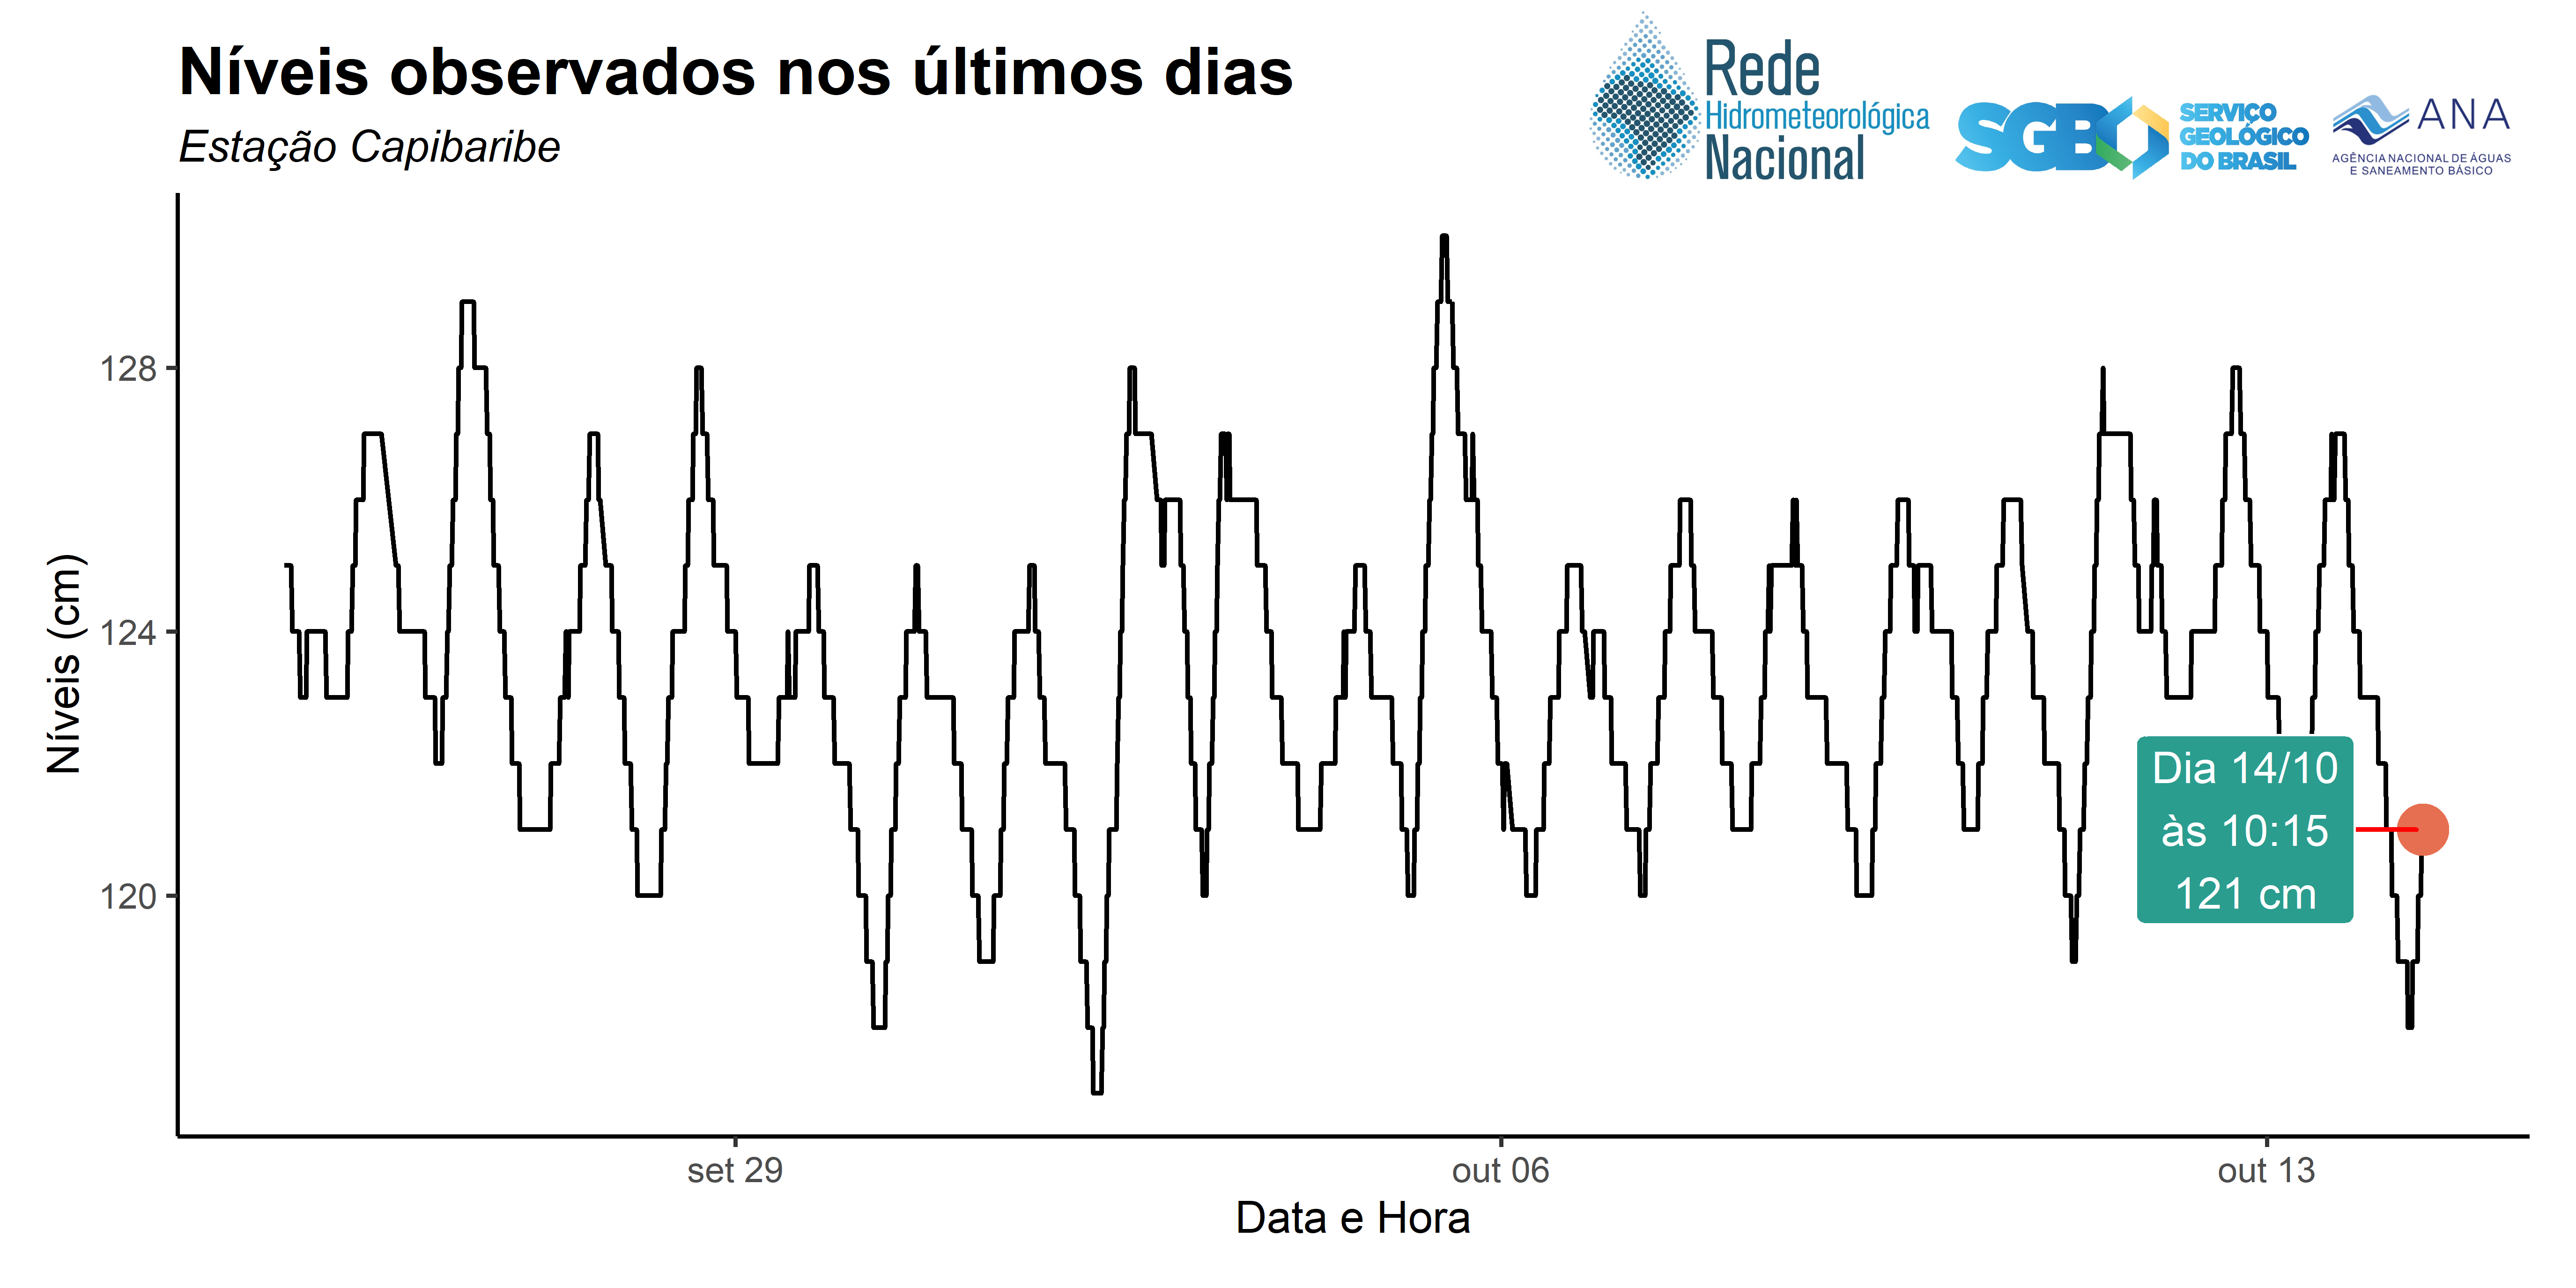 Níveis observados nos últimos dias
Estação Capibaribe
Rede
Hidrometeorológica
Nacional
SGB
SERVIÇO
GEOLÓGICO
DO BRASIL
ANA
AGÊNCIA NACIONAL DE ÁGUAS
E SANEAMENTO BÁSICO
Níveis (cm)
128
124
120
Dia 14/10
às 10:15
121 cm
set 29
out 06
out 13
Data e Hora